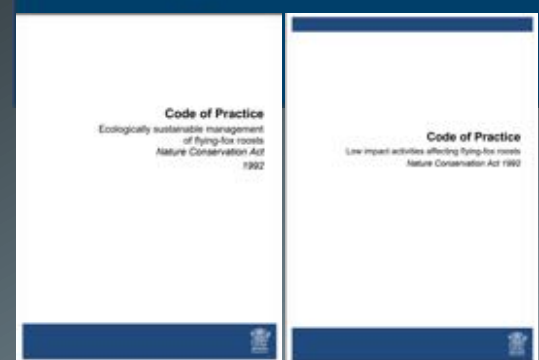 Code of Practice
Ecologically sustainable management
of flying-fox roosts
Nature Conservation Act
1992
Code of Practice
Low impact activities affecting flying-fox roosts
Nature Conservation Act 1992